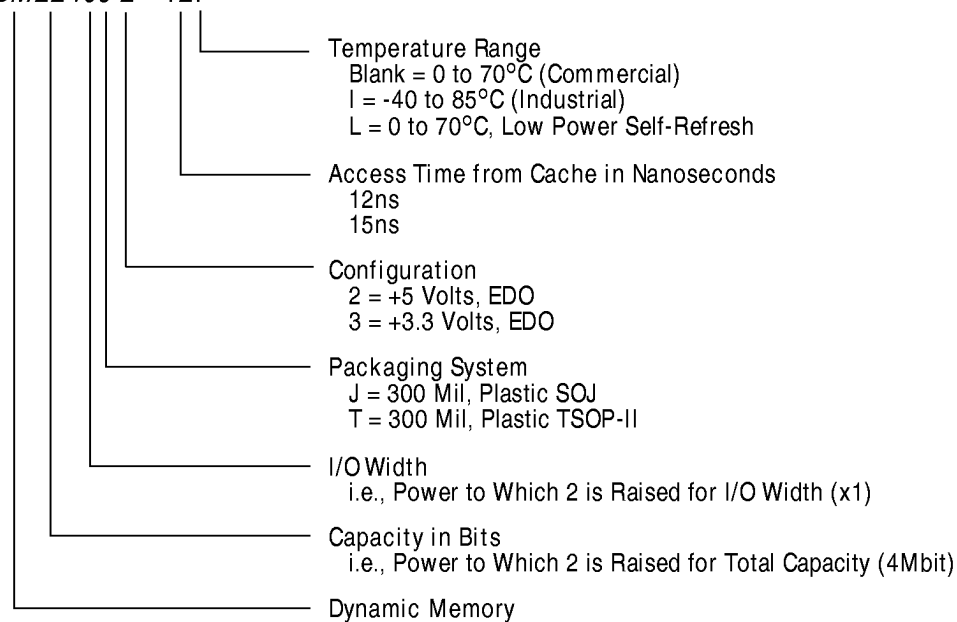 Temperature Range
Blank = 0 to 70°C (Commercial)
I = -40 to 85°C (Industrial)
L = 0 to 70°C, Low Power Self-Refresh
Access Time from Cache in Nanoseconds
12ns
15ns
Configuration
2 = +5 Volts, EDO
3 = +3.3 Volts, EDO
Packaging System
J = 300 Mil, Plastic SOJ
T = 300 Mil, Plastic TSOP-II
I/O Width
i.e., Power to Which 2 is Raised for I/O Width (x1)
Capacity in Bits
i.e., Power to Which 2 is Raised for Total Capacity (4Mbit)
Dynamic Memory